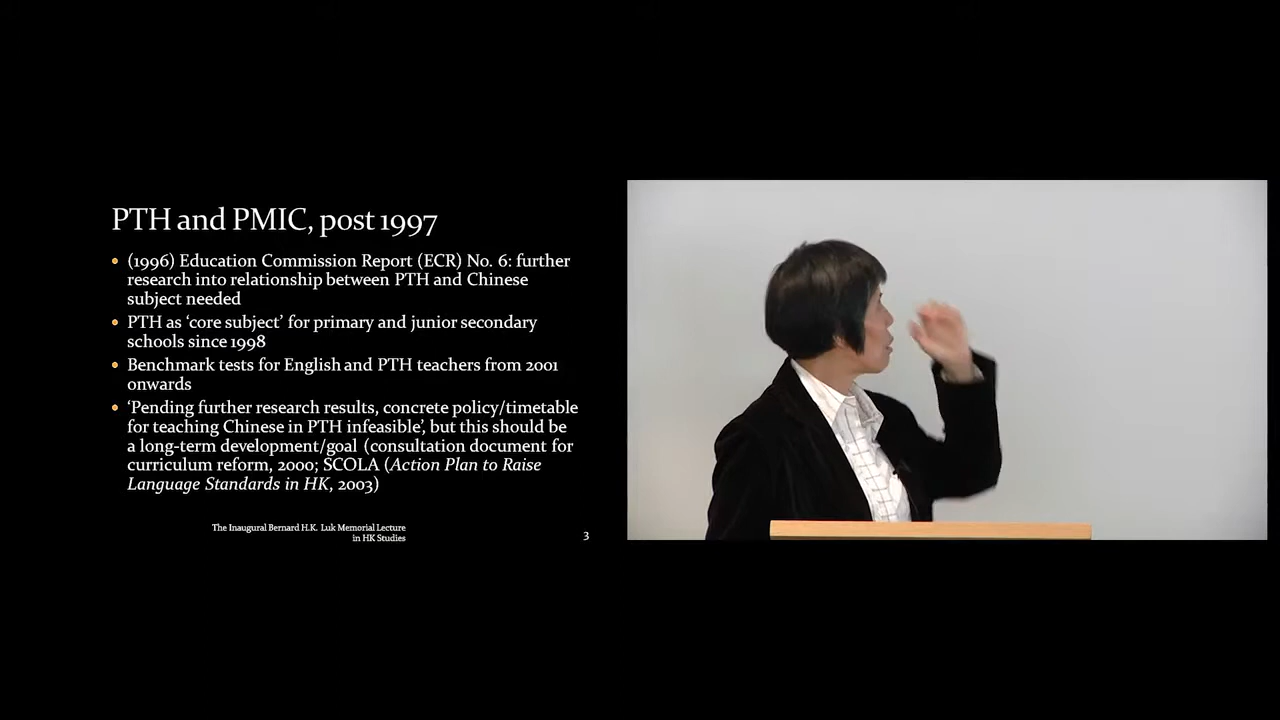 PTH and PMIC, post 1997
• (1996) Education Commission Report (ECR) No. 6: further
research into relationship between PTH and Chinese
subject needed
• PTH as ‘core subject’ for primary and junior secondary
schools since 1998
• Benchmark tests for English and PTH teachers from 2001
onwards
• ‘Pending further research results, concrete policy/timetable
for teaching Chinese in PTH infeasible’, but this should be
a long-term development/goal (consultation document for
curriculum reform, 2000; SCOLA (Action Plan to Raise
Language Standards in HK, 2003)
The Inaugural Bernard H.K. Luk Memorial Lecture
in HK Studies
3